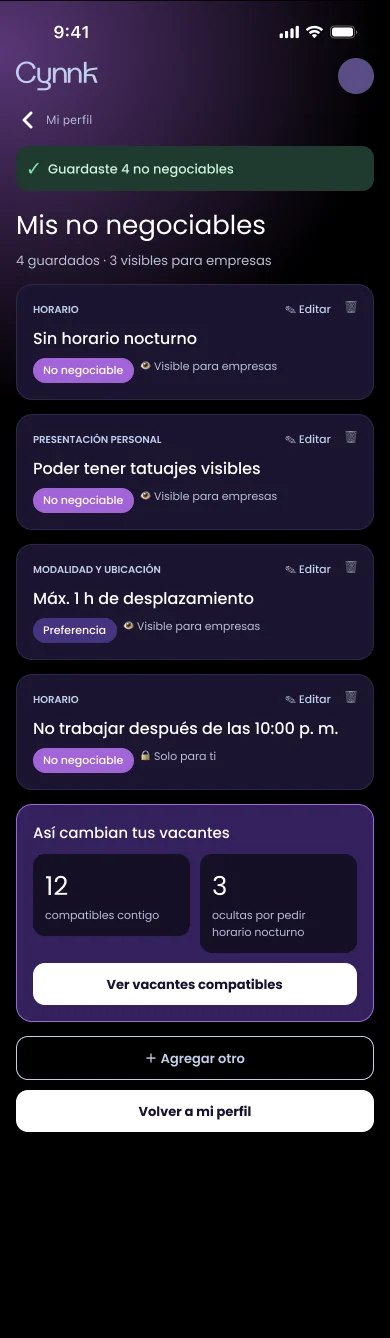 9:41
Cynnk
Mi perfil
✓ Guardaste 4 no negociables
Mis no negociables
4 guardados · 3 visibles para empresas
HORARIO
✎ Editar 🗑
Sin horario nocturno
No negociable
👁 Visible para empresas
PRESENTACIÓN PERSONAL
✎ Editar 🗑
Poder tener tatuajes visibles
No negociable
👁 Visible para empresas
MODALIDAD Y UBICACIÓN
✎ Editar 🗑
Máx. 1 h de desplazamiento
Preferencia
👁 Visible para empresas
HORARIO
✎ Editar 🗑
No trabajar después de las 10:00 p. m.
No negociable
🔒 Solo para ti
Así cambian tus vacantes
12
compatibles contigo
3
ocultas por pedir
horario nocturno
Ver vacantes compatibles
+ Agregar otro
Volver a mi perfil